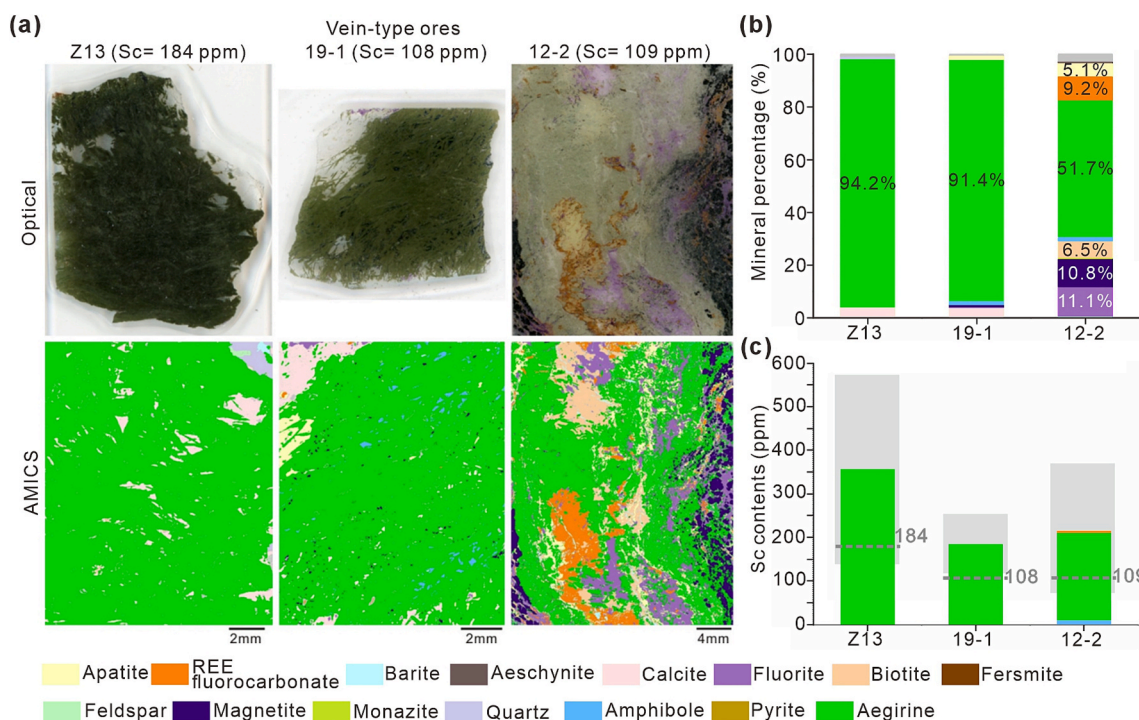 (a)
Vein-type ores
Z13 (Sc= 184 ppm)
19-1 (Sc= 108 ppm)
12-2 (Sc= 109 ppm)
Optical
AMICS
2mm
2mm
4mm
(b)
Mineral percentage (%)
100
80
60
40
20
0
94.2%
91.4%
5.1%
9.2%
51.7%
6.5%
10.8%
11.1%
Z13
19-1
12-2
(c)
Sc contents (ppm)
600
500
400
300
200
100
0
184
108
109
Z13
19-1
12-2
Apatite
REE
fluorocarbonate
Barite
Aeschynite
Calcite
Fluorite
Biotite
Fersmite
Feldspar
Magnetite
Monazite
Quartz
Amphibole
Pyrite
Aegirine